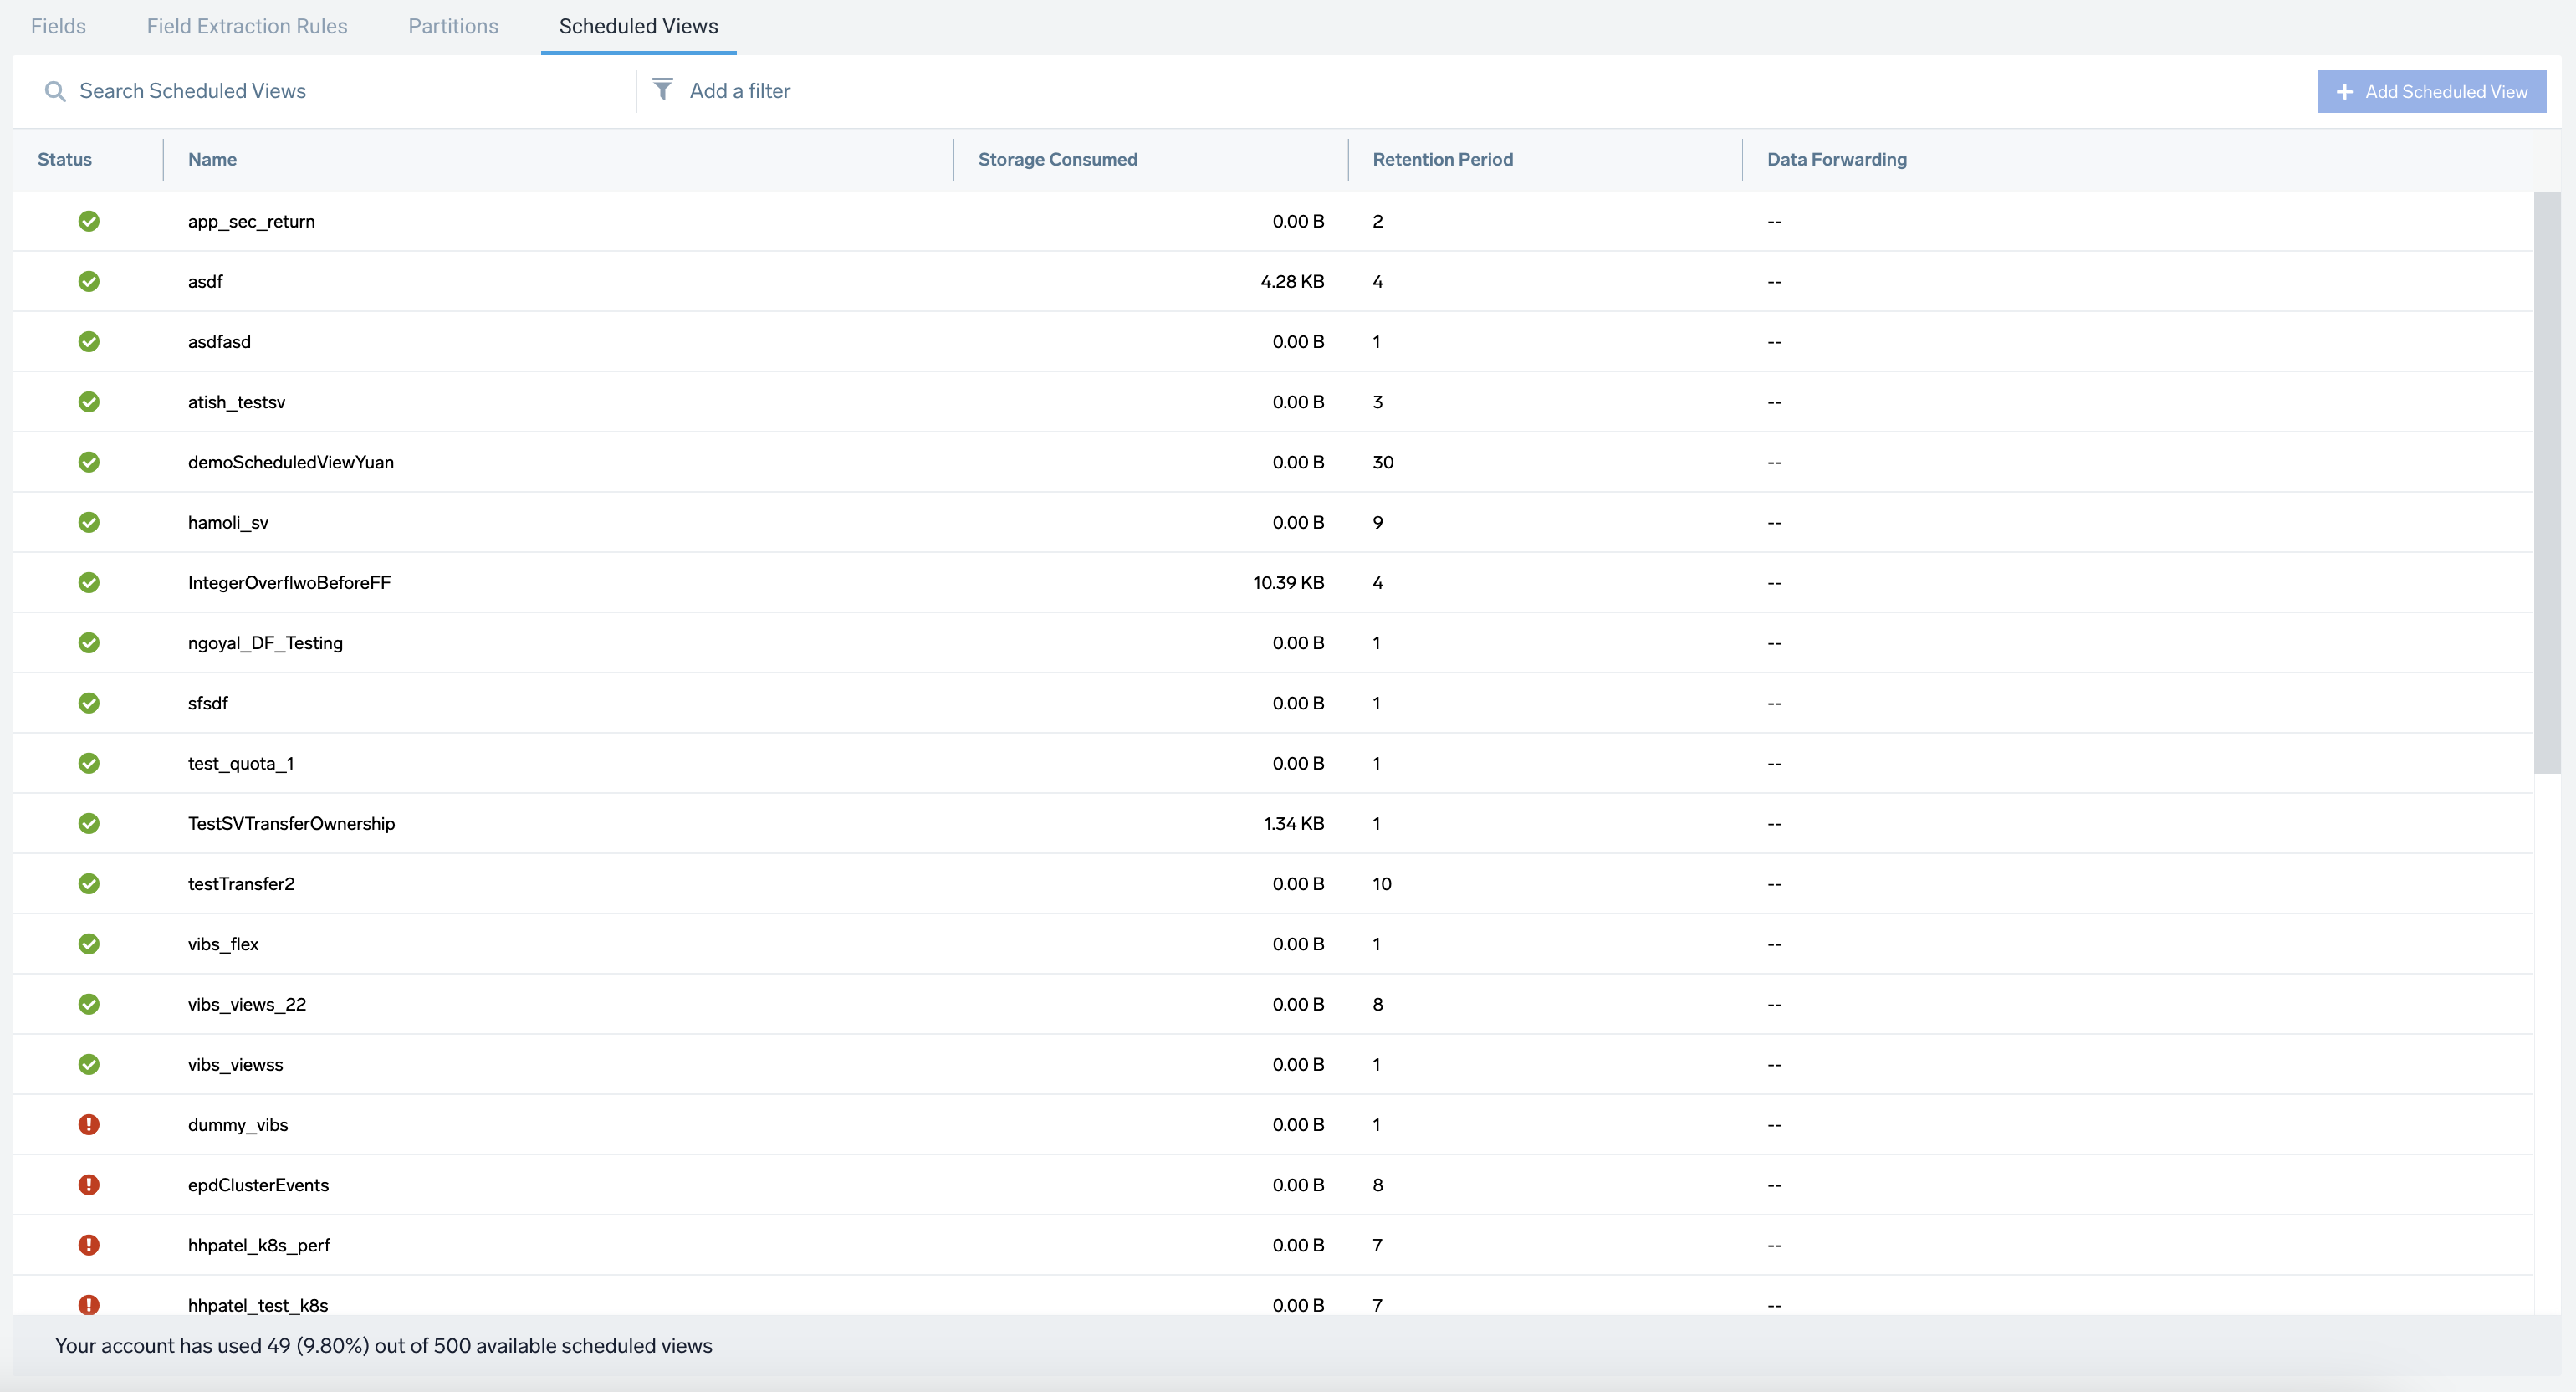 Fields Field Extraction Rules Partitions Scheduled Views
Search Scheduled Views Add a filter + Add Scheduled View
Status Name Storage Consumed Retention Period Data Forwarding
app_sec_return 0.00 B 2 --
asdf 4.28 KB 4 --
asdfasd 0.00 B 1 --
atish_testsv 0.00 B 3 --
demoScheduledViewYuan 0.00 B 30 --
hamoli_sv 0.00 B 9 --
IntegerOverflwoBeforeFF 10.39 KB 4 --
ngoyal_DF_Testing 0.00 B 1 --
sfsdf 0.00 B 1 --
test_quota_1 0.00 B 1 --
TestSVTransferOwnership 1.34 KB 1 --
testTransfer2 0.00 B 10 --
vibs_flex 0.00 B 1 --
vibs_views_22 0.00 B 8 --
vibs_viewss 0.00 B 1 --
dummy_vibs 0.00 B 1 --
epdClusterEvents 0.00 B 8 --
hhpatel_k8s_perf 0.00 B 7 --
hhpatel_test_k8s 0.00 B 7 --
Your account has used 49 (9.80%) out of 500 available scheduled views